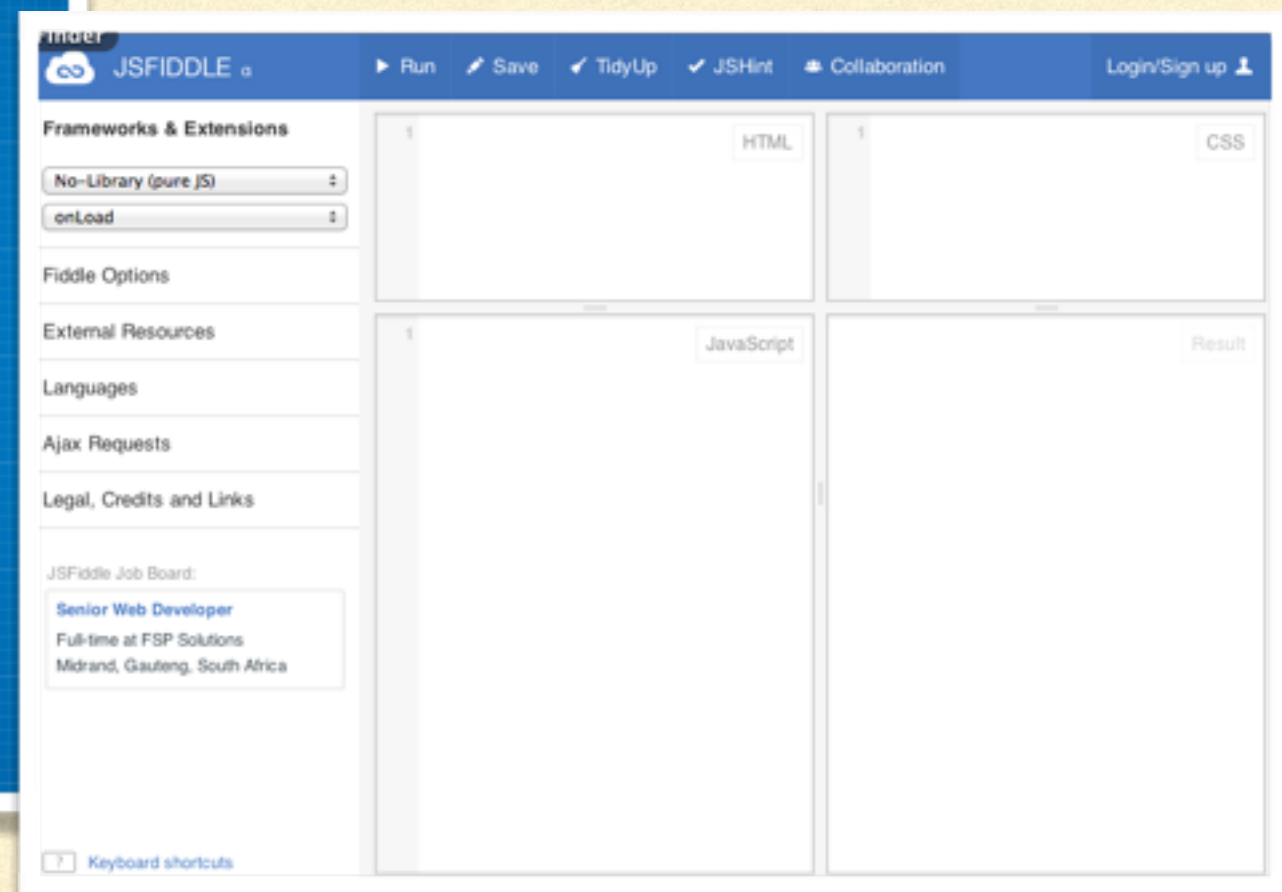 JSFIDDLE α
Run Save TidyUp JSHint Collaboration Login/Sign up
Frameworks & Extensions
No-Library (pure JS)
onLoad
Fiddle Options
External Resources
Languages
Ajax Requests
Legal, Credits and Links
JSFiddle Job Board:
Senior Web Developer
Full-time at FSP Solutions
Midrand, Gauteng, South Africa
? Keyboard shortcuts
1 HTML
1 CSS
1 JavaScript
Result